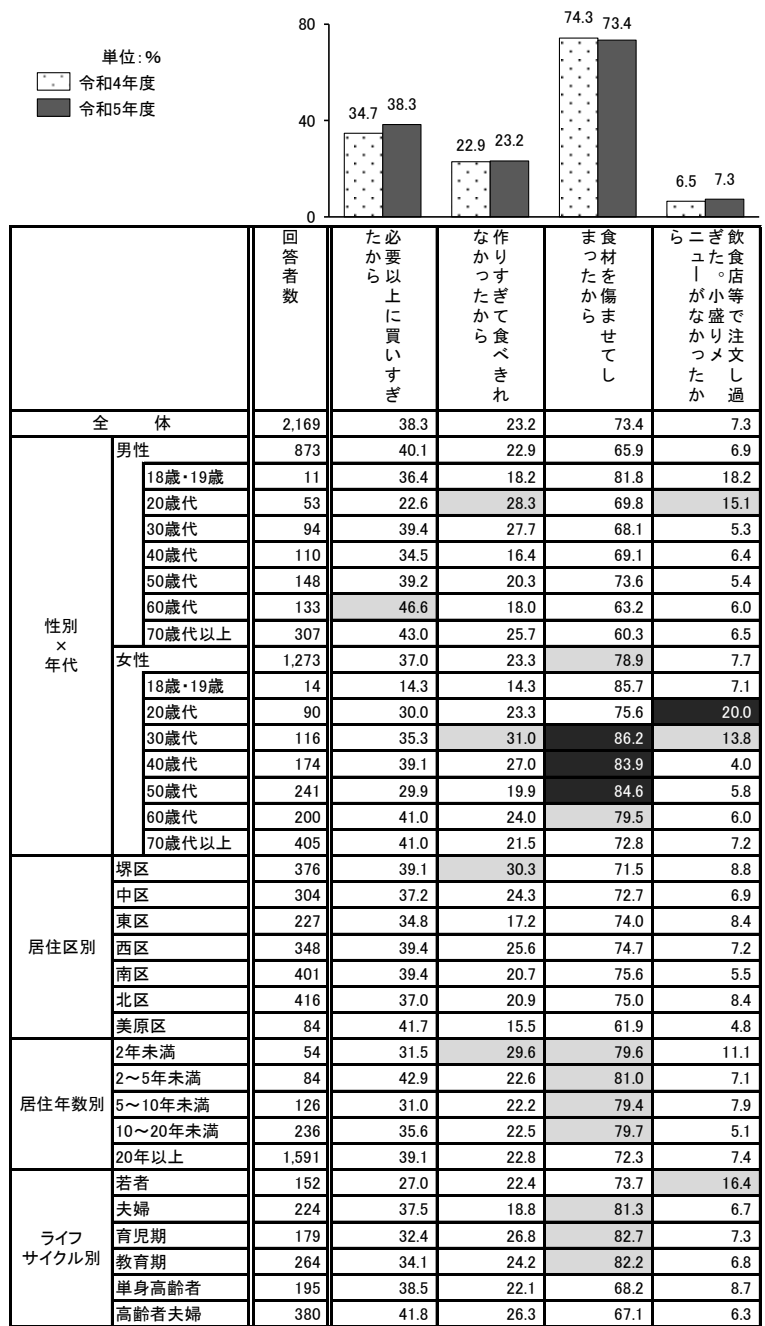 単位:%
令和4年度
令和5年度
80
40
0
34.7 38.3
22.9 23.2
74.3 73.4
6.5 7.3
回答者数
必要以上に買いすぎ
たから
作りすぎて食べきれ
なかったから
食材を傷ませてし
まったから
飲食店等で注文し過
ぎた。小盛りメ
ニューがなかったか
ら
全 体 2,169 38.3 23.2 73.4 7.3
性別
×
年代
男性 873 40.1 22.9 65.9 6.9
18歳・19歳 11 36.4 18.2 81.8 18.2
20歳代 53 22.6 28.3 69.8 15.1
30歳代 94 39.4 27.7 68.1 5.3
40歳代 110 34.5 16.4 69.1 6.4
50歳代 148 39.2 20.3 73.6 5.4
60歳代 133 46.6 18.0 63.2 6.0
70歳代以上 307 43.0 25.7 60.3 6.5
女性 1,273 37.0 23.3 78.9 7.7
18歳・19歳 14 14.3 14.3 85.7 7.1
20歳代 90 30.0 23.3 75.6 20.0
30歳代 116 35.3 31.0 86.2 13.8
40歳代 174 39.1 27.0 83.9 4.0
50歳代 241 29.9 19.9 84.6 5.8
60歳代 200 41.0 24.0 79.5 6.0
70歳代以上 405 41.0 21.5 72.8 7.2
居住区別
堺区 376 39.1 30.3 71.5 8.8
中区 304 37.2 24.3 72.7 6.9
東区 227 34.8 17.2 74.0 8.4
西区 348 39.4 25.6 74.7 7.2
南区 401 39.4 20.7 75.6 5.5
北区 416 37.0 20.9 75.0 8.4
美原区 84 41.7 15.5 61.9 4.8
居住年数別
2年未満 54 31.5 29.6 79.6 11.1
2～5年未満 84 42.9 22.6 81.0 7.1
5～10年未満 126 31.0 22.2 79.4 7.9
10～20年未満 236 35.6 22.5 79.7 5.1
20年以上 1,591 39.1 22.8 72.3 7.4
ライフ
サイクル別
若者 152 27.0 22.4 73.7 16.4
夫婦 224 37.5 18.8 81.3 6.7
育児期 179 32.4 26.8 82.7 7.3
教育期 264 34.1 24.2 82.2 6.8
単身高齢者 195 38.5 22.1 68.2 8.7
高齢者夫婦 380 41.8 26.3 67.1 6.3